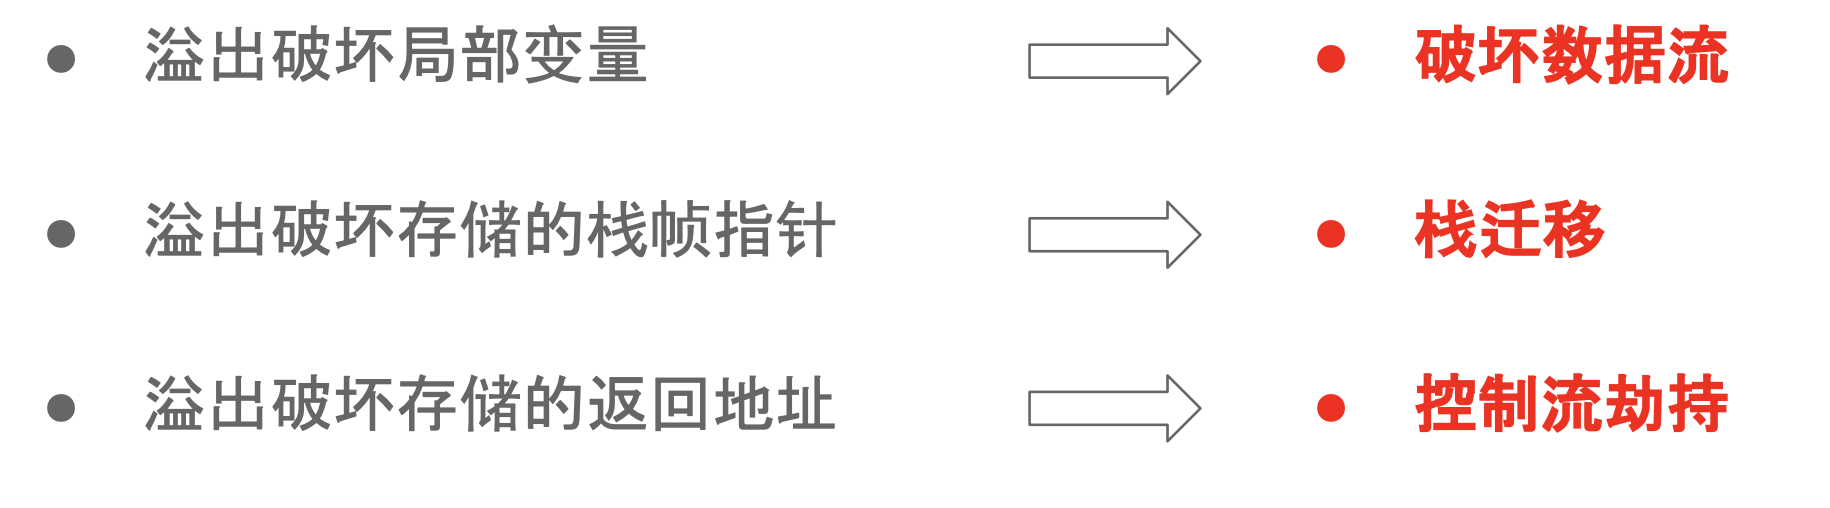 ● 溢出破坏局部变量 ● 破坏数据流
● 溢出破坏存储的栈帧指针 ● 栈迁移
● 溢出破坏存储的返回地址 ● 控制流劫持